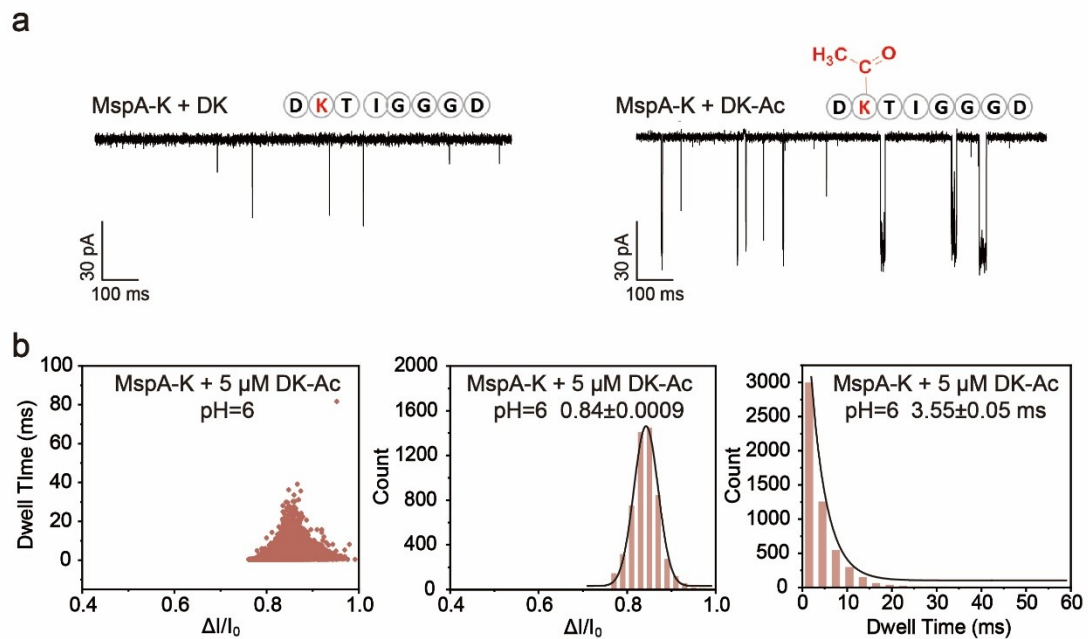 a
MspA-K + DK
D K T I G G G D
30 pA
100 ms
H₃C C O
MspA-K + DK-Ac
D K T I G G G D
30 pA
100 ms
b
Dwell TIme (ms)
100
80
60
40
20
0
MspA-K + 5 μM DK-Ac
pH=6
0.4 0.6 0.8 1.0
ΔI/I₀
Count
2000
1600
1200
800
400
0
MspA-K + 5 μM DK-Ac
pH=6 0.84±0.0009
0.4 0.6 0.8 1.0
ΔI/I₀
Count
3000
2500
2000
1500
1000
500
0
MspA-K + 5 μM DK-Ac
pH=6 3.55±0.05 ms
0 10 20 30 40 50 60
Dwell Time (ms)